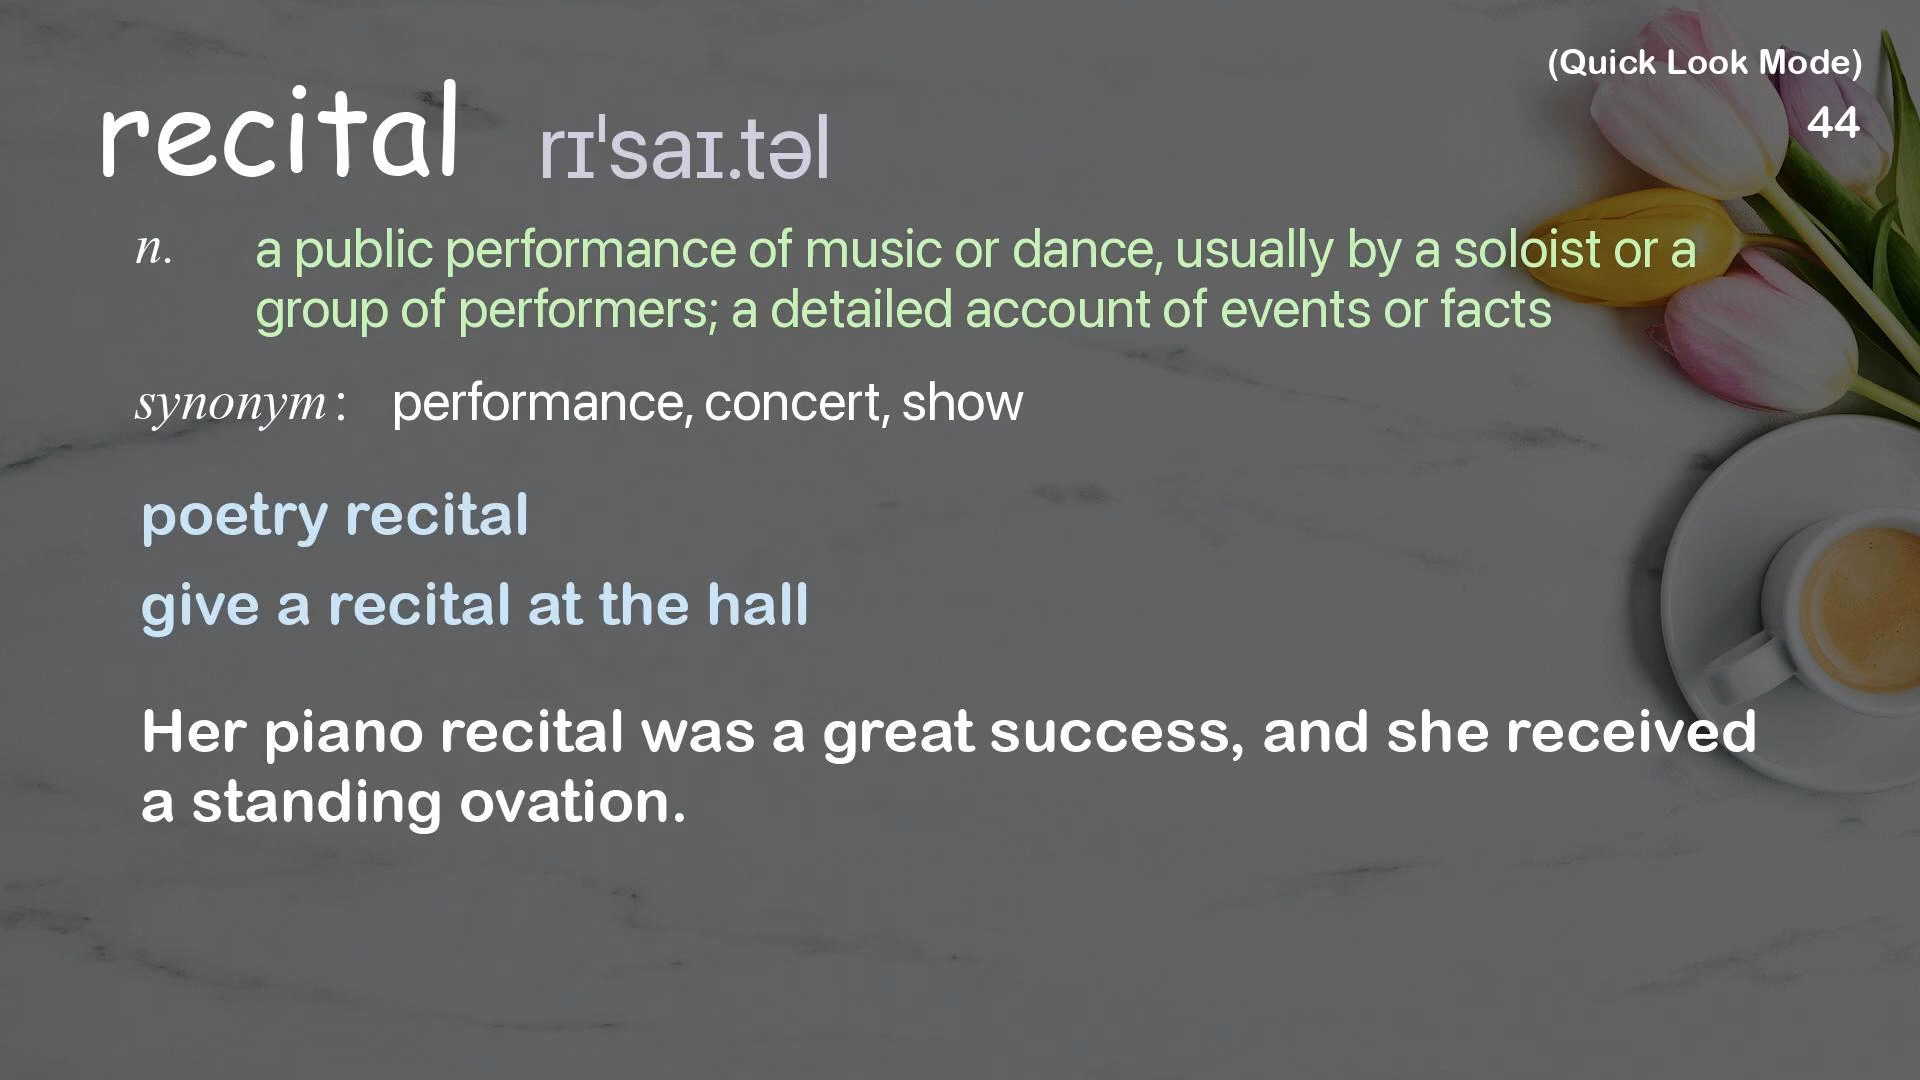 (Quick Look Mode)
44
recital rɪˈsaɪ.təl
n. a public performance of music or dance, usually by a soloist or a
group of performers; a detailed account of events or facts
synonym: performance, concert, show
poetry recital
give a recital at the hall
Her piano recital was a great success, and she received
a standing ovation.